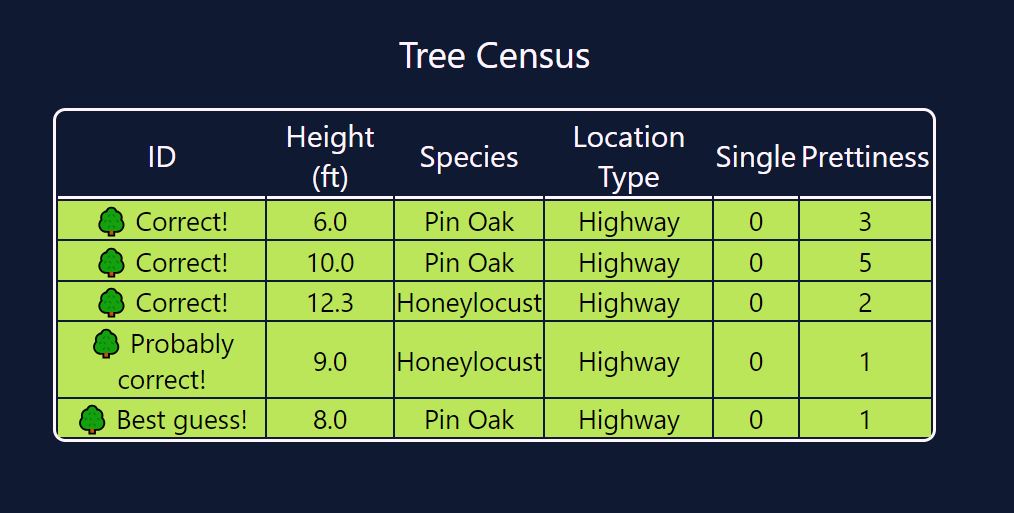 Tree Census
ID Height (ft) Species Location Type Single Prettiness
Correct! 6.0 Pin Oak Highway 0 3
Correct! 10.0 Pin Oak Highway 0 5
Correct! 12.3 Honeylocust Highway 0 2
Probably correct! 9.0 Honeylocust Highway 0 1
Best guess! 8.0 Pin Oak Highway 0 1